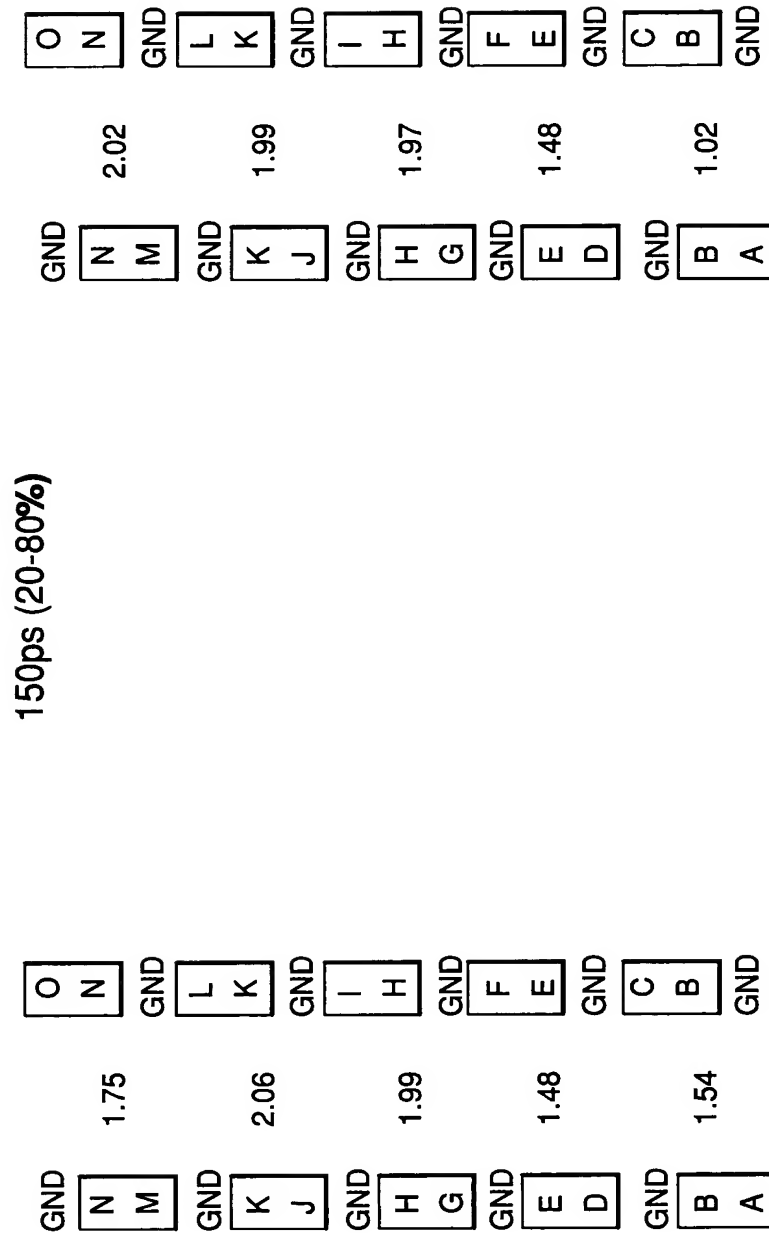 150ps (20-80%)
GND O GND O
N 1.75 N N 2.02 N
M GND M GND
GND L GND L
K 2.06 K K 1.99 K
J GND J GND
GND I GND I
H 1.99 H H 1.97 H
G GND G GND
GND F GND F
E 1.48 E E 1.48 E
D GND D GND
GND C GND C
B 1.54 B B 1.02 B
A GND A GND